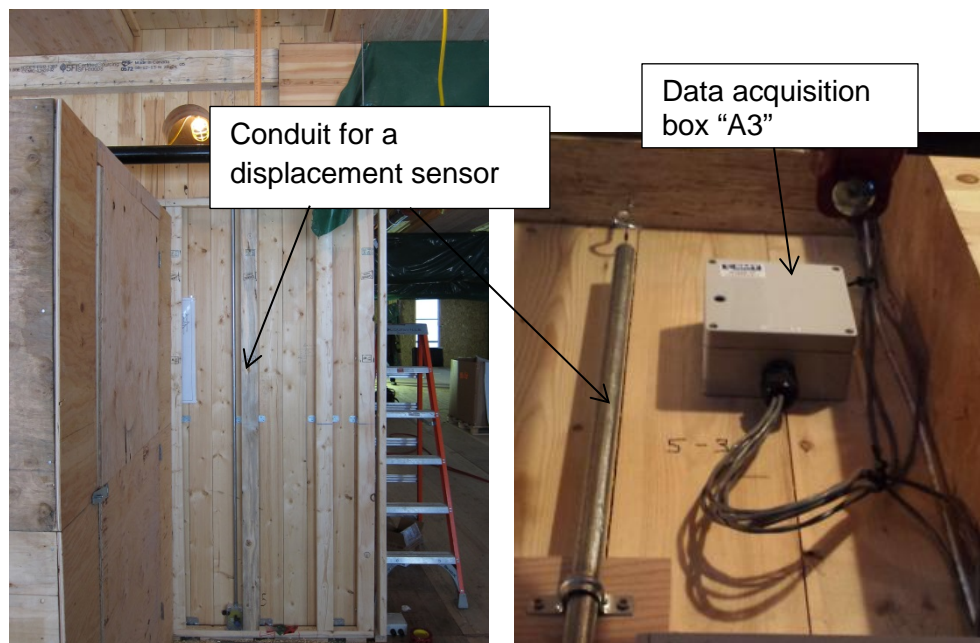 Conduit for a
displacement sensor
Data acquisition
box “A3”
5-3